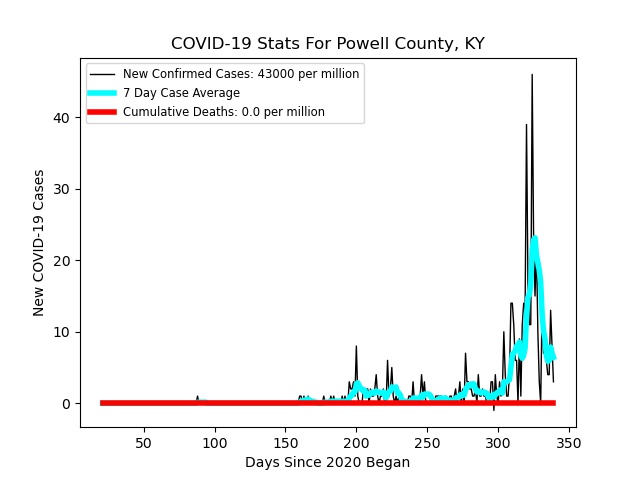 COVID-19 Stats For Powell County, KY
New Confirmed Cases: 43000 per million
7 Day Case Average
Cumulative Deaths: 0.0 per million
New COVID-19 Cases
40
30
20
10
0
50 100 150 200 250 300 350
Days Since 2020 Began